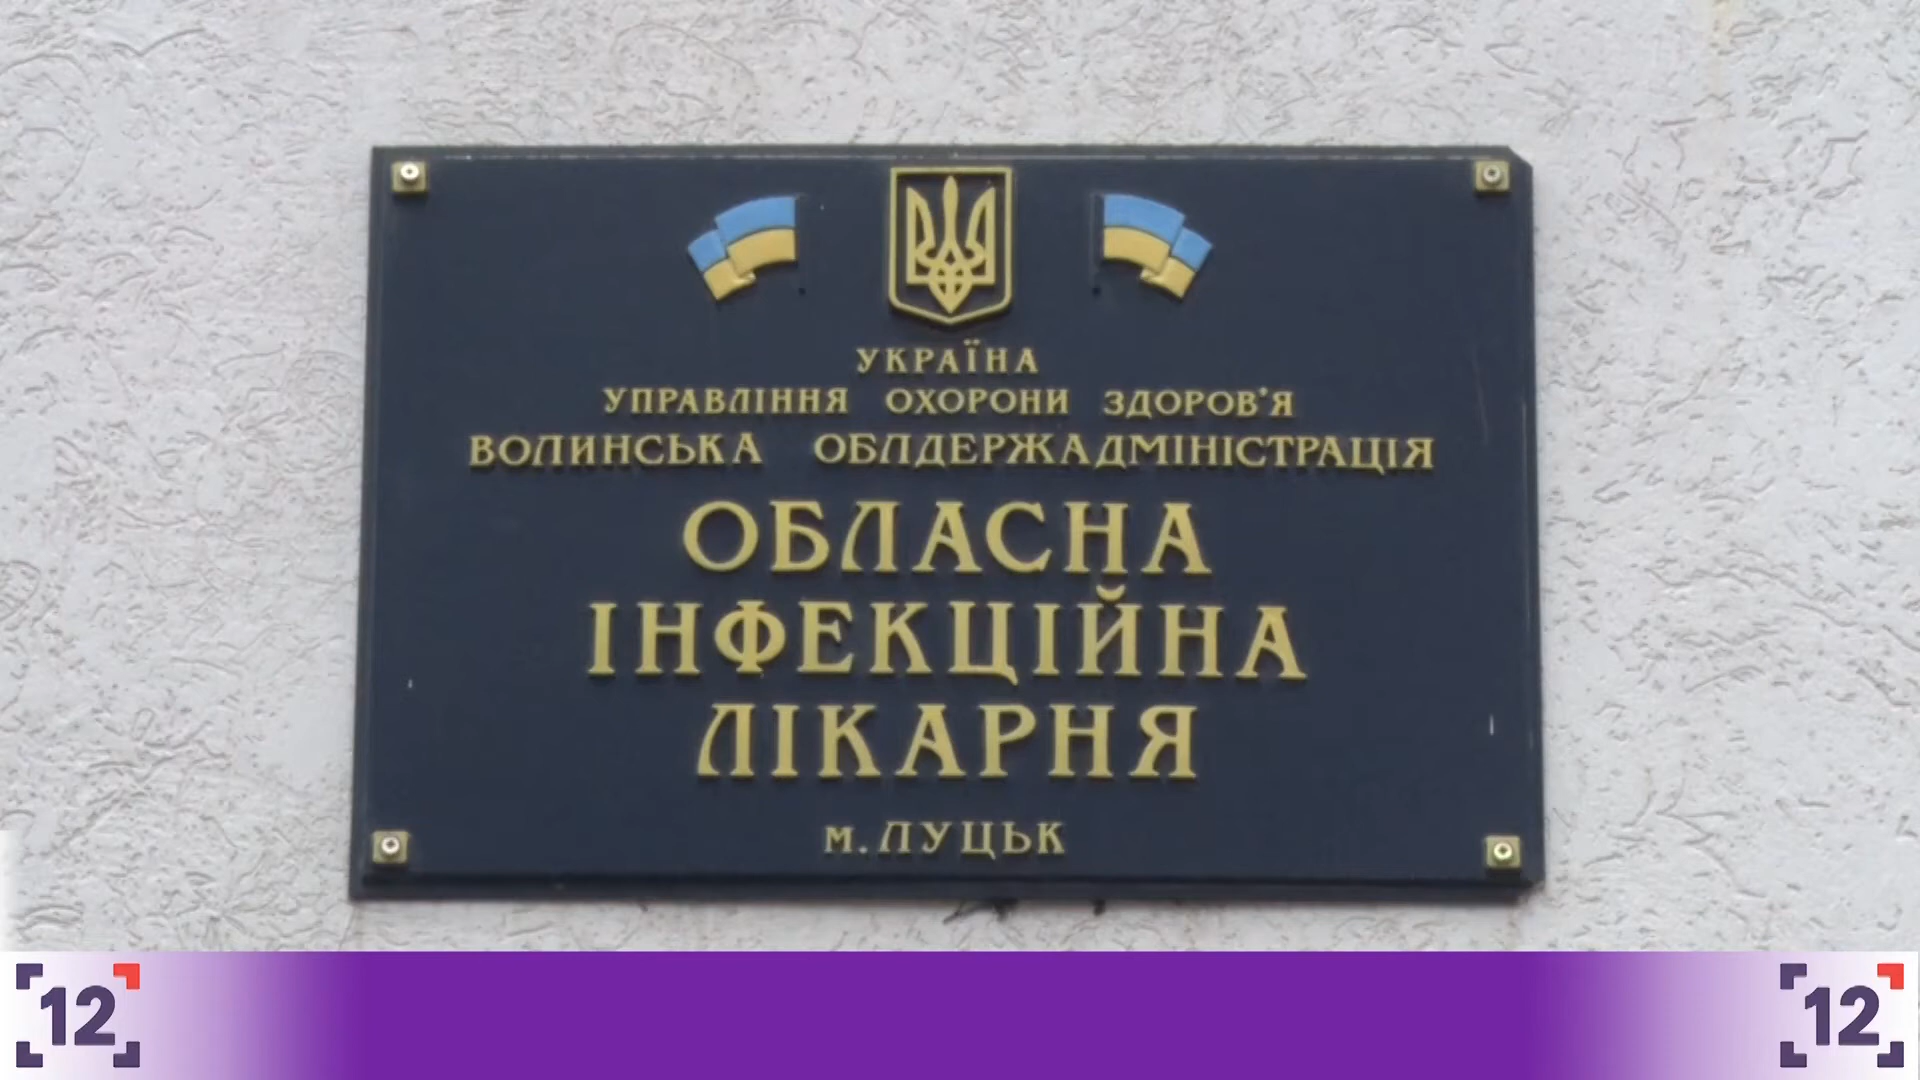 УКРАЇНА
УПРАВЛІННЯ ОХОРОНИ ЗДОРОВ'Я
ВОЛИНСЬКА ОБЛДЕРЖАДМІНІСТРАЦІЯ
ОБЛАСНА
ІНФЕКЦІЙНА
ЛІКАРНЯ
м. ЛУЦЬК
12
12